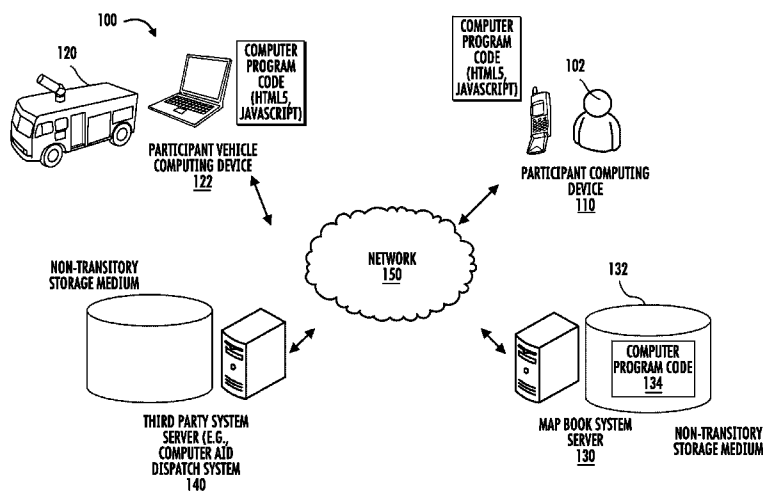 100
120
COMPUTER
PROGRAM
CODE
(HTML5,
JAVASCRIPT)
PARTICIPANT VEHICLE
COMPUTING DEVICE
122
COMPUTER
PROGRAM
CODE
(HTML5,
JAVASCRIPT)
102
PARTICIPANT COMPUTING
DEVICE
110
NETWORK
150
NON-TRANSITORY
STORAGE MEDIUM
THIRD PARTY SYSTEM
SERVER (E.G.,
COMPUTER AID
DISPATCH SYSTEM
140
132
COMPUTER
PROGRAM CODE
134
MAP BOOK SYSTEM
SERVER
130
NON-TRANSITORY
STORAGE MEDIUM